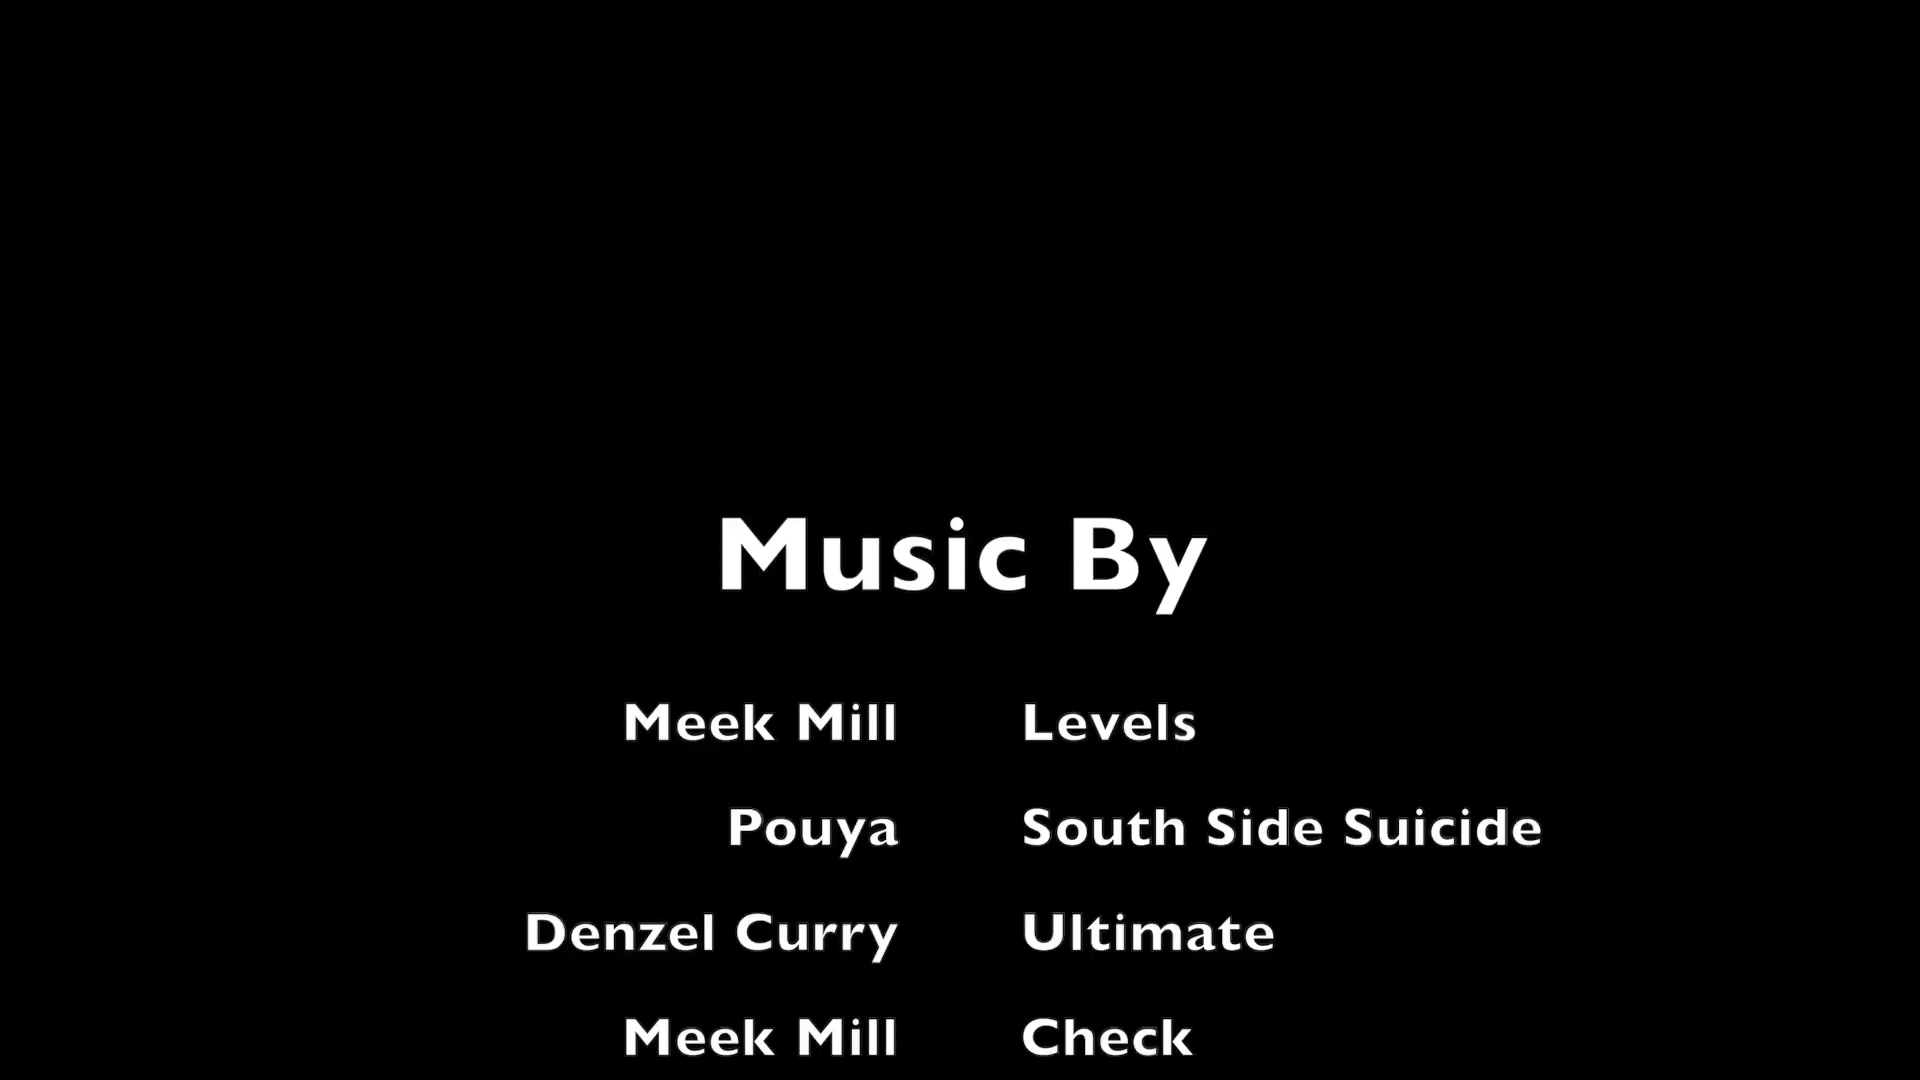 Music By
Meek Mill Levels
Pouya South Side Suicide
Denzel Curry Ultimate
Meek Mill Check